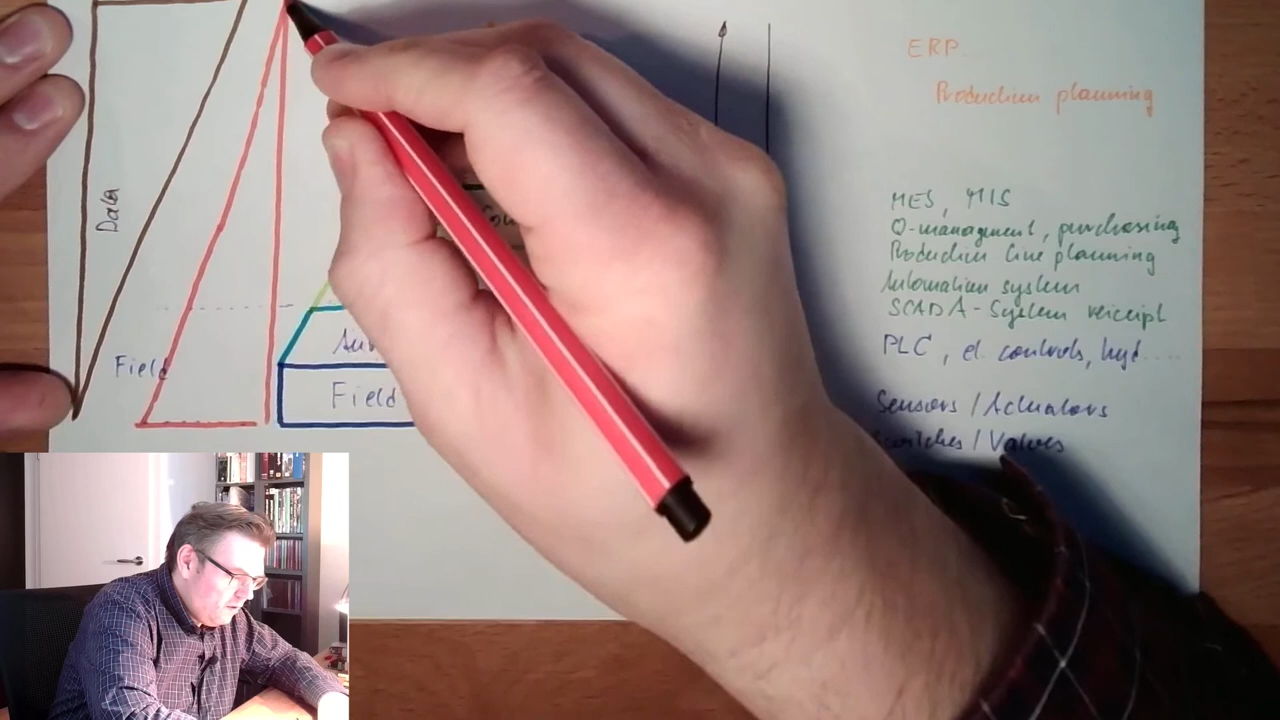 ERP
Production planning
Data
MES, MIS
Q-management, purchasing
Production line planning
Automation system
SCADA-System
PLC, el. controls, hyd....
Field
Field
Sensors / Actuators
Switches / Valves